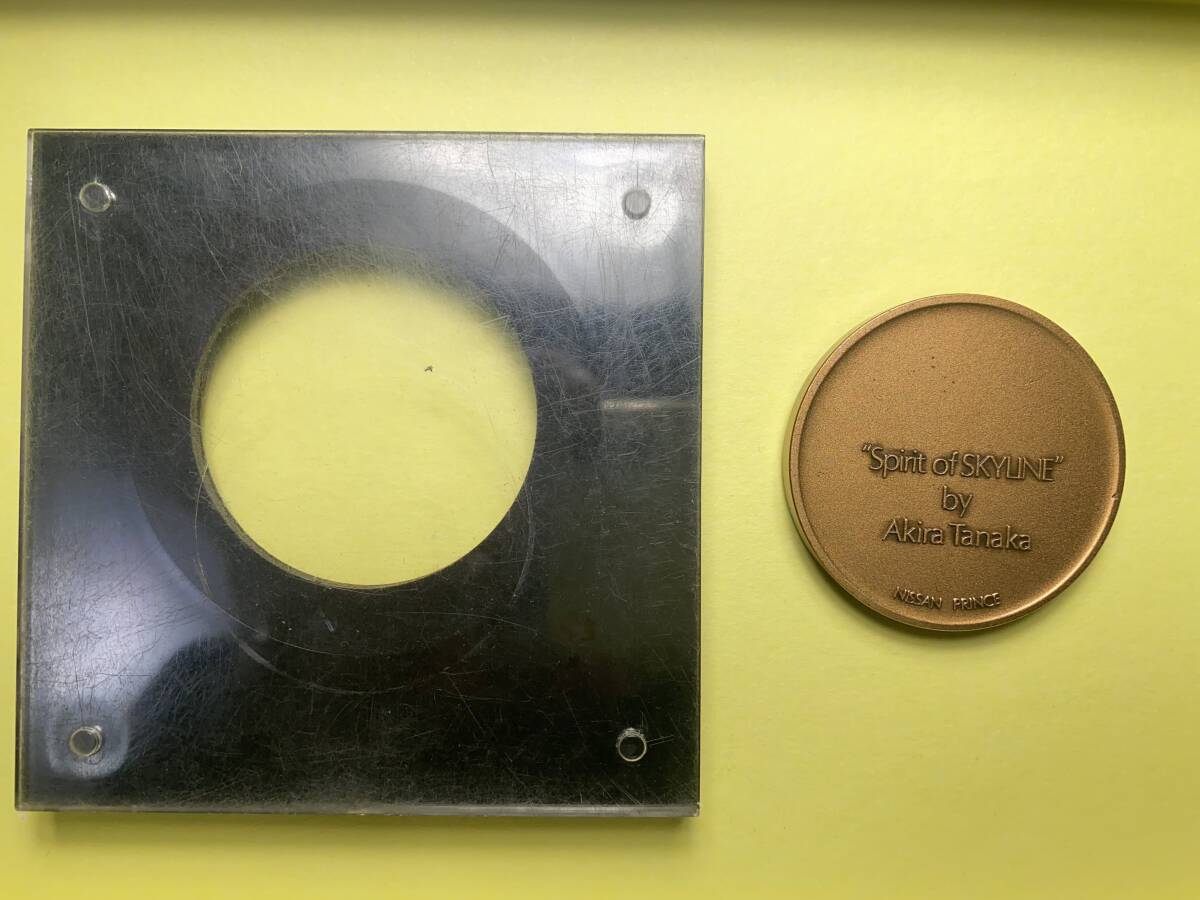 “Spirit of SKYLINE”
by
Akira Tanaka
NISSAN PRINCE